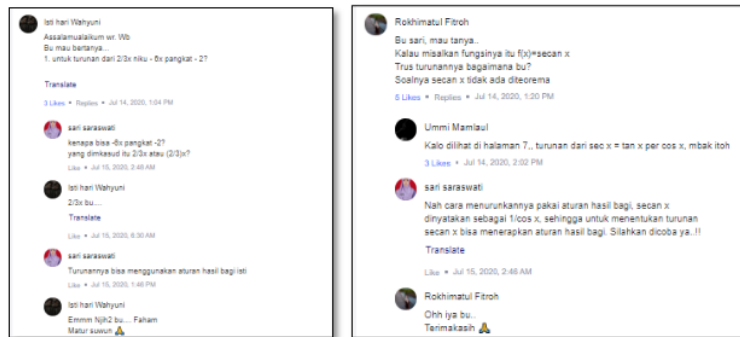 Isti hari Wahyuni
Assalamualaikum wr. Wb
Bu mau bertanya...
1. untuk turunan dari 2/3x niku - 6x pangkat - 2?
Translate
3 Likes • Replies • Jul 14, 2020, 1:04 PM
sari saraswati
kenapa bisa -6x pangkat -2?
yang dimkasud itu 2/3x atau (2/3)x?
Like • Jul 15, 2020, 2:48 AM
Isti hari Wahyuni
2/3x bu....
Translate
Like • Jul 15, 2020, 6:30 AM
sari saraswati
Turunannya bisa menggunakan aturan hasil bagi isti
Like • Jul 15, 2020, 1:46 PM
Isti hari Wahyuni
Emmm Njih2 bu.... Faham
Matur suwun 🙏
Rokhimatul Fitroh
Bu sari, mau tanya..
Kalau misalkan fungsinya itu f(x)=secan x
Trus turunannya bagaimana bu?
Soalnya secan x tidak ada diteorema
5 Likes • Replies • Jul 14, 2020, 1:20 PM
Ummi Mamlaul
Kalo dilihat di halaman 7., turunan dari sec x = tan x per cos x, mbak itoh
3 Likes • Jul 14, 2020, 2:02 PM
sari saraswati
Nah cara menurunkannya pakai aturan hasil bagi, secan x
dinyatakan sebagai 1/cos x, sehingga untuk menentukan turunan
secan x bisa menerapkan aturan hasil bagi. Silahkan dicoba ya..!!
Translate
Like • Jul 15, 2020, 2:46 AM
Rokhimatul Fitroh
Ohh iya bu..
Terimakasih 🙏